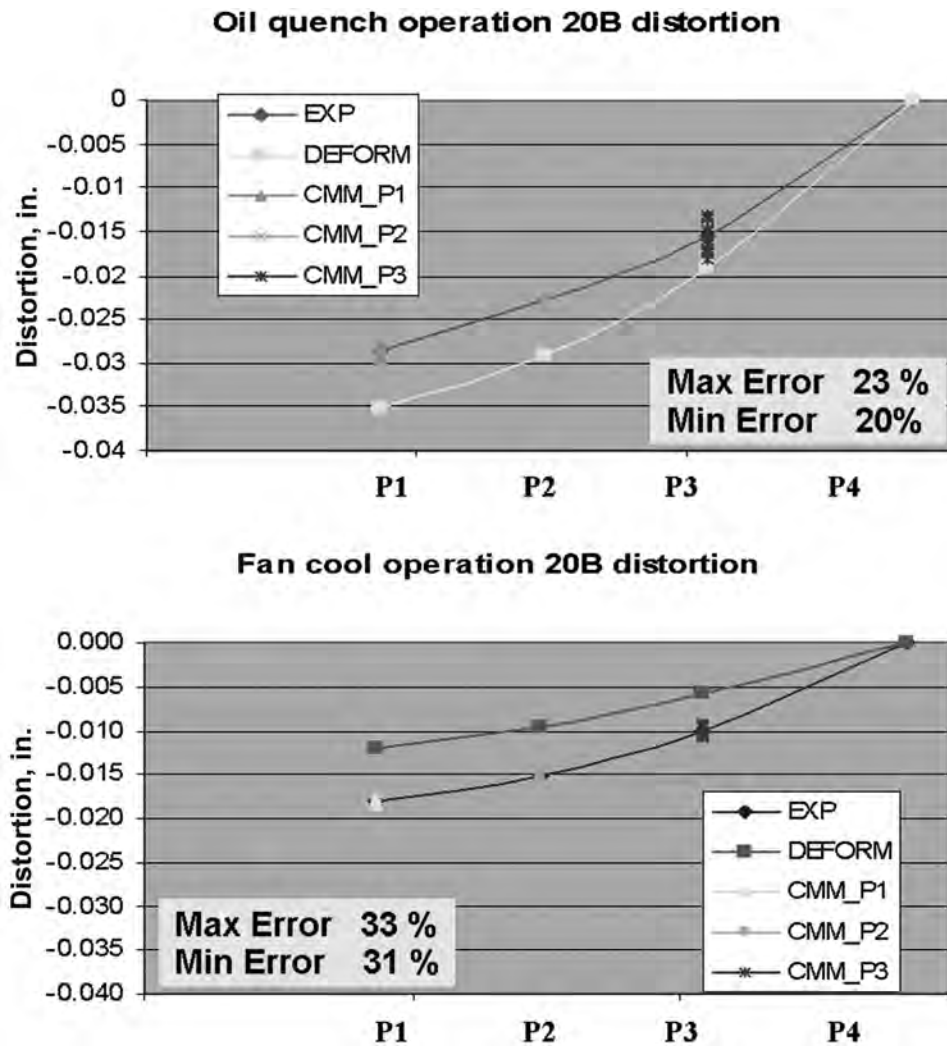 Oil quench operation 20B distortion
0
-0.005
-0.01
-0.015
-0.02
-0.025
-0.03
-0.035
-0.04
Distortion, in.
EXP
DEFORM
CMM_P1
CMM_P2
CMM_P3
Max Error 23 %
Min Error 20%
P1 P2 P3 P4
Fan cool operation 20B distortion
0.000
-0.005
-0.010
-0.015
-0.020
-0.025
-0.030
-0.035
-0.040
Distortion, in.
EXP
DEFORM
CMM_P1
CMM_P2
CMM_P3
Max Error 33 %
Min Error 31 %
P1 P2 P3 P4